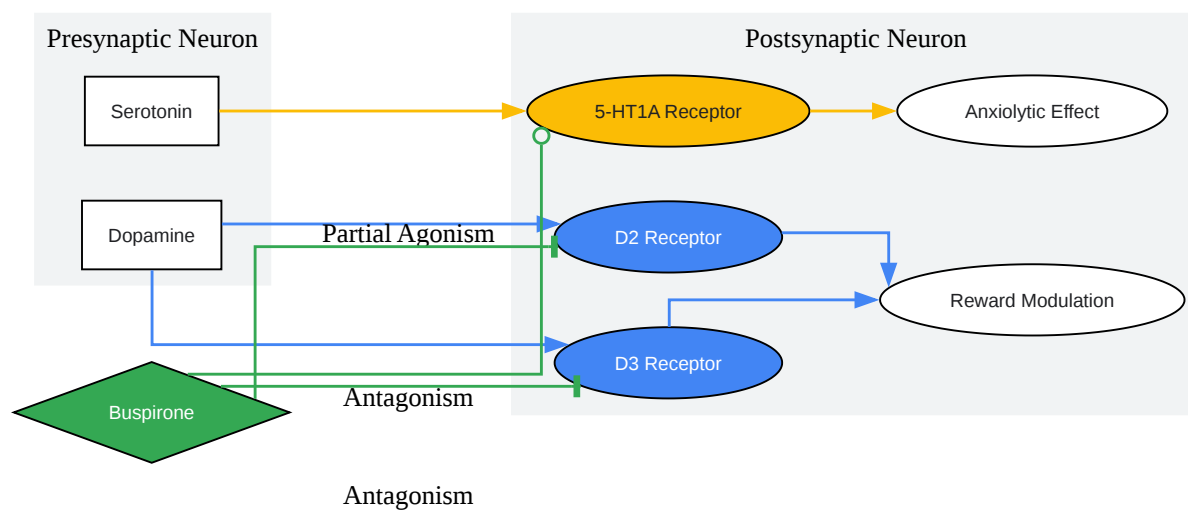 Presynaptic Neuron
Postsynaptic Neuron
Serotonin
5-HT1A Receptor
Anxiolytic Effect
Dopamine
Partial Agonism
D2 Receptor
Reward Modulation
D3 Receptor
Buspirone
Antagonism
Antagonism